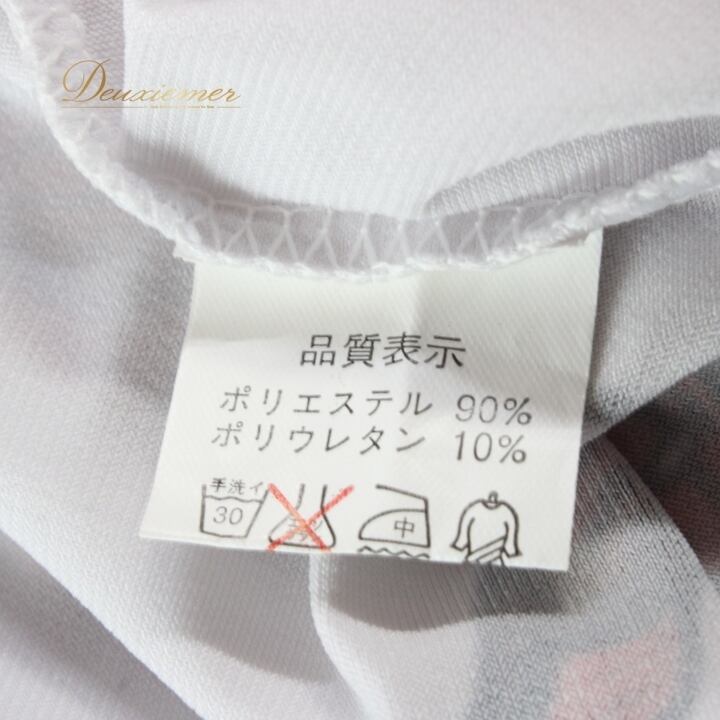 Deuxiemer
品質表示
ポリエステル 90%
ポリウレタン 10%
手洗イ
30
中